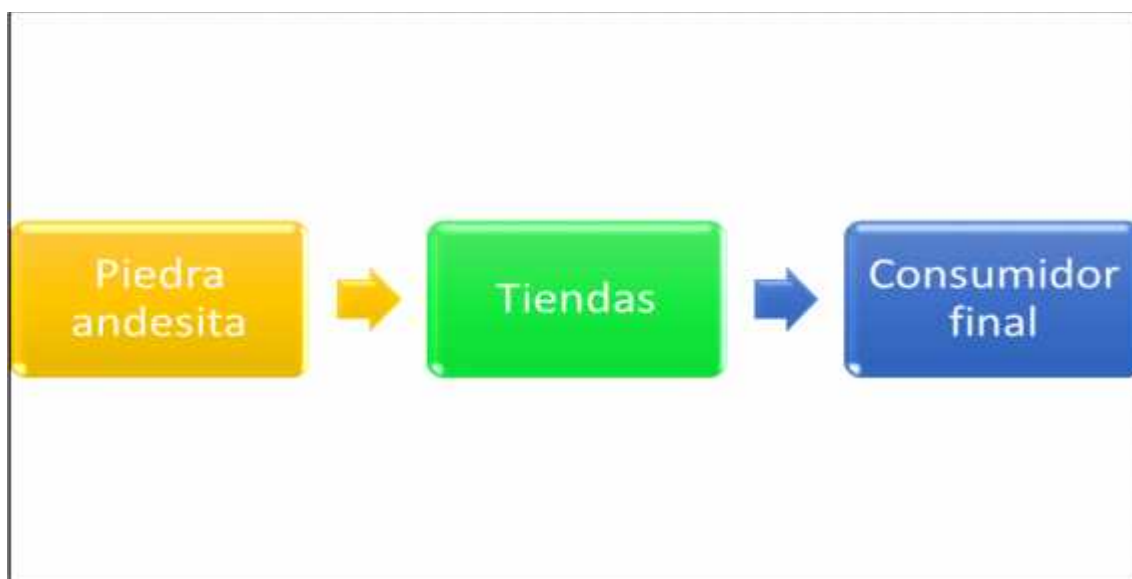 Piedra
andesita
Tiendas
Consumidor
final